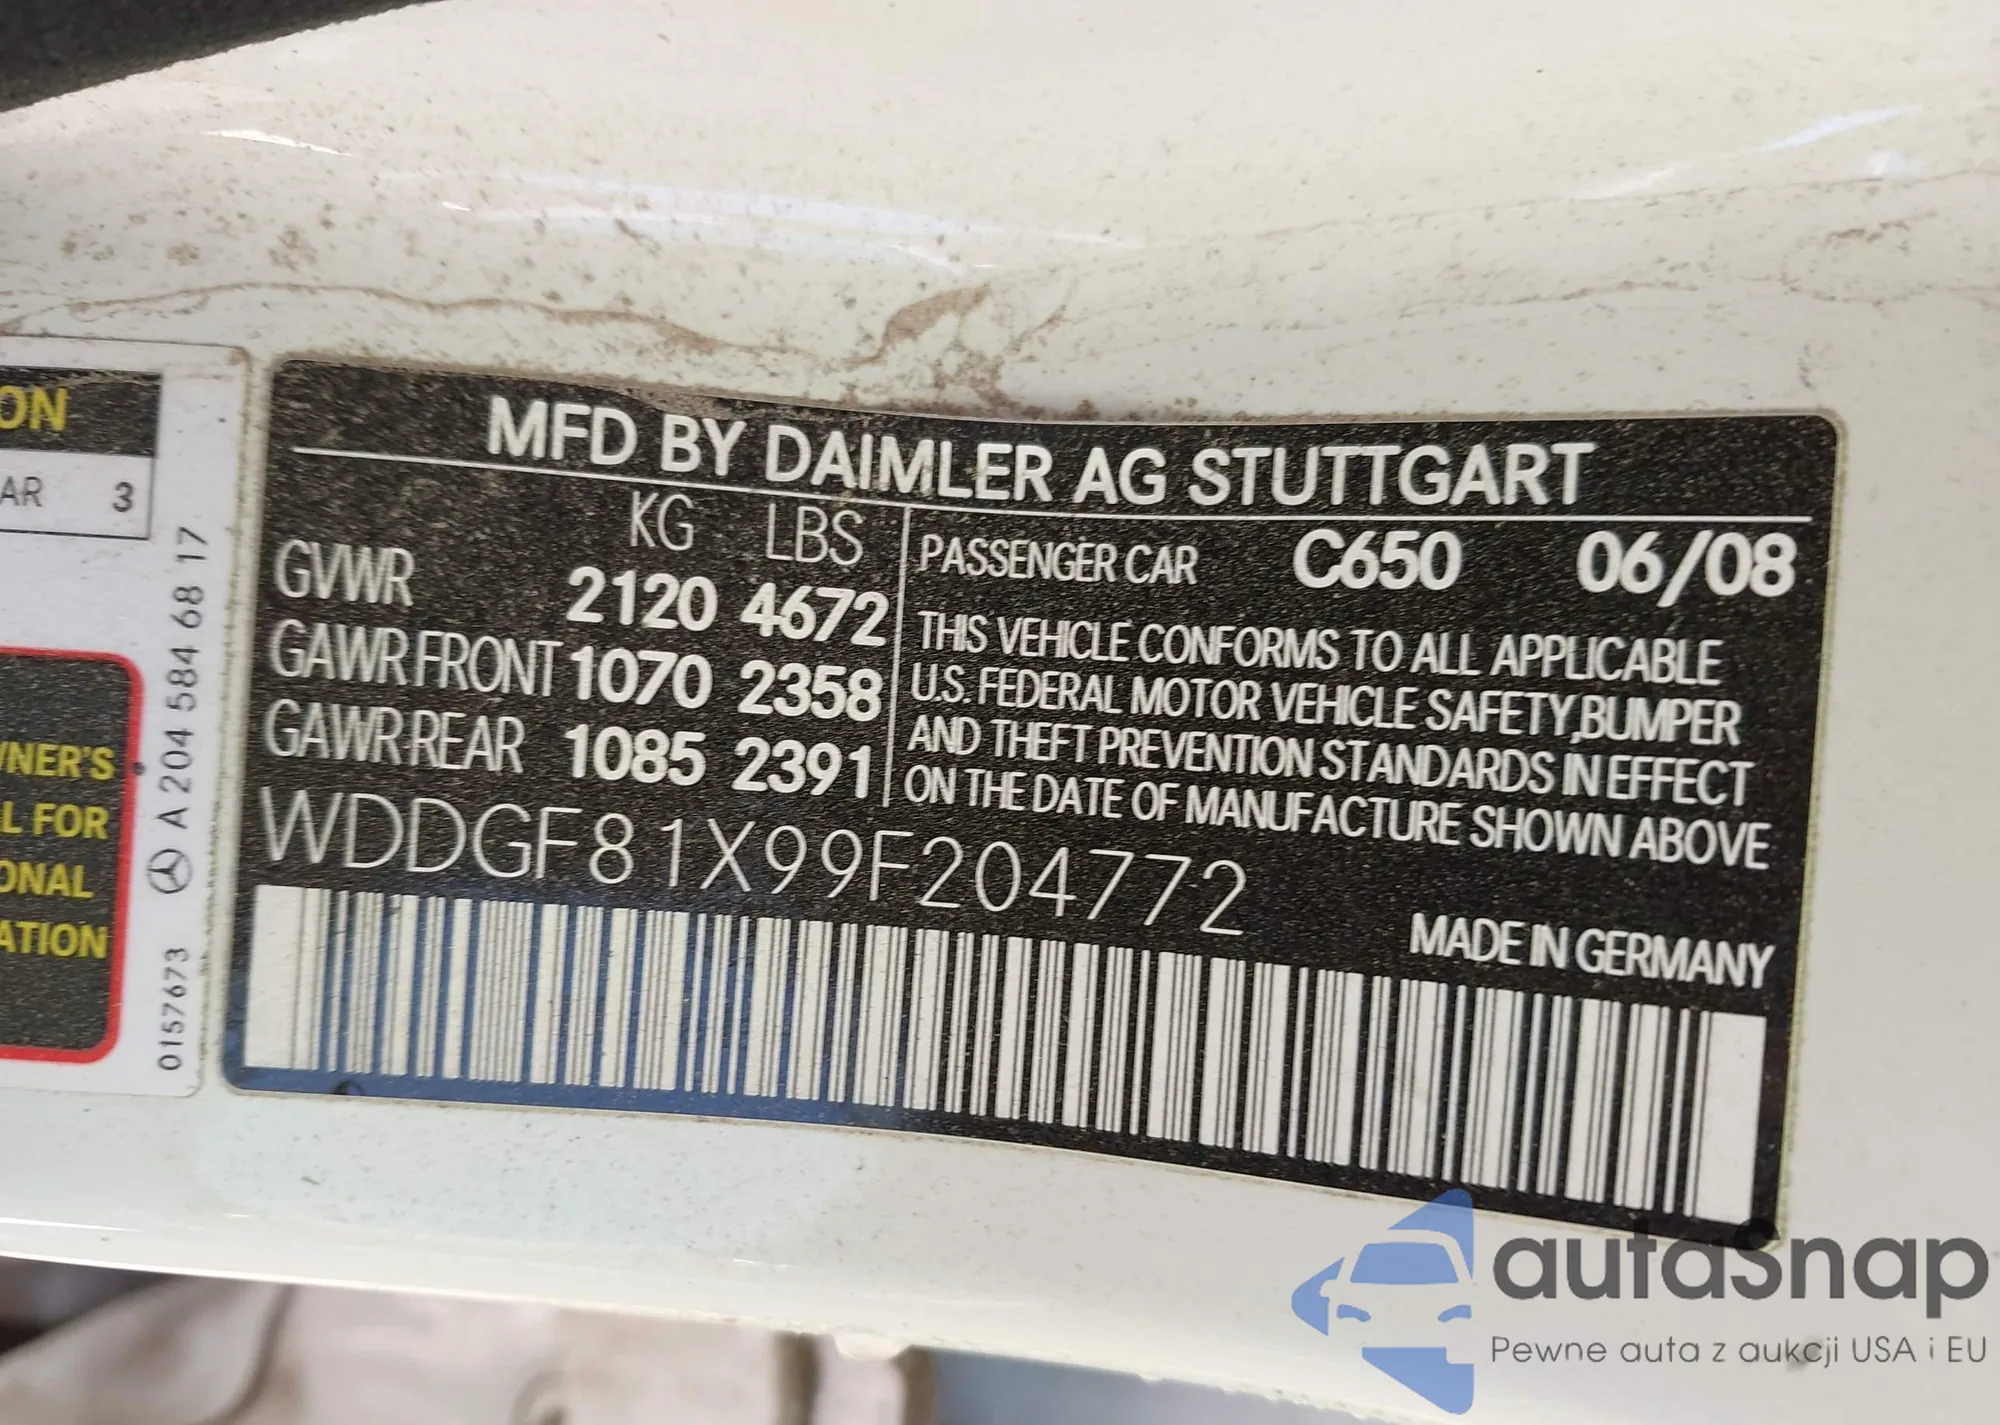 ON
AR 3
NER'S
L FOR
ONAL
ATION
0157673 A 204 584 68 17
MFD BY DAIMLER AG STUTTGART
KG LBS
GVWR 2120 4672
GAWR FRONT 1070 2358
GAWR REAR 1085 2391
PASSENGER CAR C650 06/08
THIS VEHICLE CONFORMS TO ALL APPLICABLE
U.S. FEDERAL MOTOR VEHICLE SAFETY,BUMPER
AND THEFT PREVENTION STANDARDS IN EFFECT
ON THE DATE OF MANUFACTURE SHOWN ABOVE
WDDGF81X99F204772
MADE IN GERMANY
autaSnap
Pewne auta z aukcji USA i EU